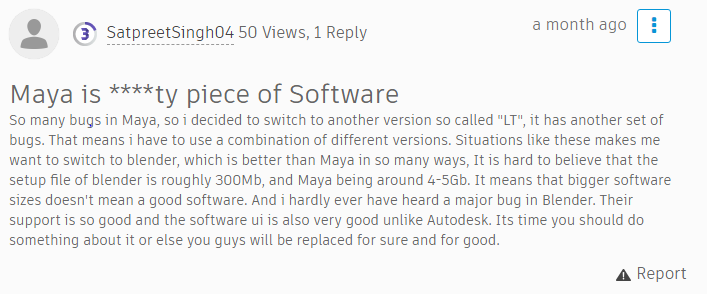 3 SatpreetSingh04 50 Views, 1 Reply
a month ago
Maya is ****ty piece of Software
So many bugs in Maya, so i decided to switch to another version so called "LT", it has another set of
bugs. That means i have to use a combination of different versions. Situations like these makes me
want to switch to blender, which is better than Maya in so many ways, It is hard to believe that the
setup file of blender is roughly 300Mb, and Maya being around 4-5Gb. It means that bigger software
sizes doesn't mean a good software. And i hardly ever have heard a major bug in Blender. Their
support is so good and the software ui is also very good unlike Autodesk. Its time you should do
something about it or else you guys will be replaced for sure and for good.
Report